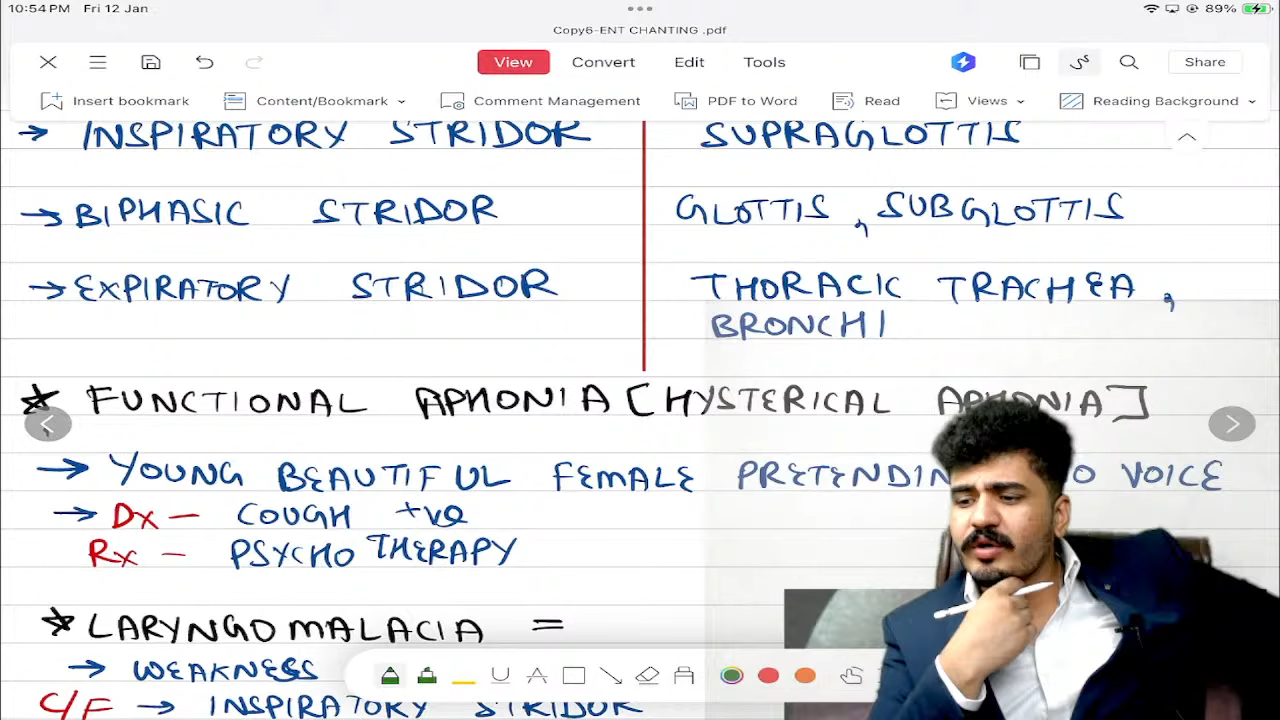 10:54 PM Fri 12 Jan 89%
Copy6-ENT CHANTING .pdf
View Convert Edit Tools Share
Insert bookmark Content/Bookmark Comment Management PDF to Word Read Views Reading Background
→ INSPIRATORY STRIDOR SUPRAGLOTTIS
→ BIPHASIC STRIDOR GLOTTIS, SUBGLOTTIS
→ EXPIRATORY STRIDOR THORACIC TRACHEA,
BRONCHI
* FUNCTIONAL APHONIA [HYSTERICAL APHONIA]
→ YOUNG BEAUTIFUL FEMALE PRETENDIN O VOICE
→ Dx - COUGH +ve
Rx - PSYCHOTHERAPY
* LARYNGOMALACIA =
→ WEAKNESS
C/F → INSPIRATORY STRIDOR